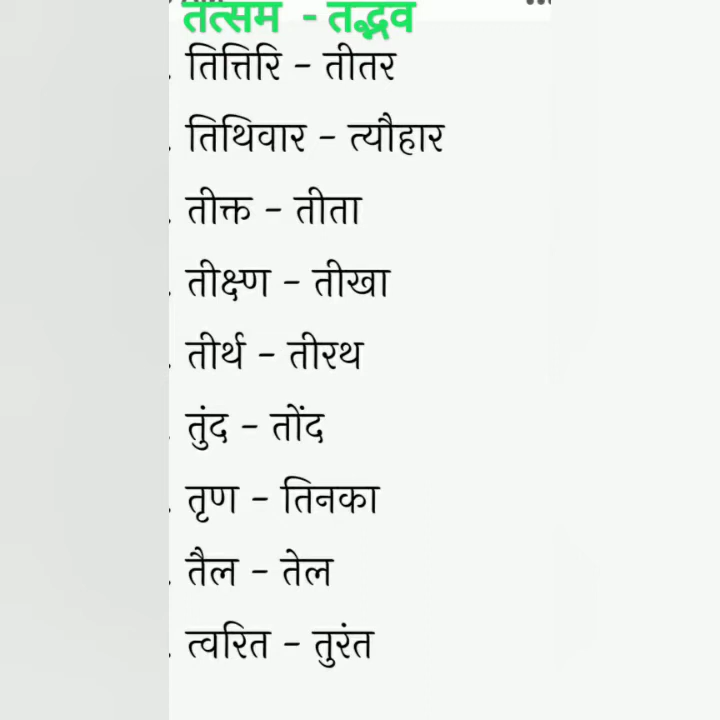 तत्सम - तद्भव
. तित्तिरि - तीतर
. तिथिवार - त्यौहार
. तीक्त - तीता
. तीक्ष्ण - तीखा
. तीर्थ - तीरथ
. तुंद - तोंद
. तृण - तिनका
. तैल - तेल
. त्वरित - तुरंत